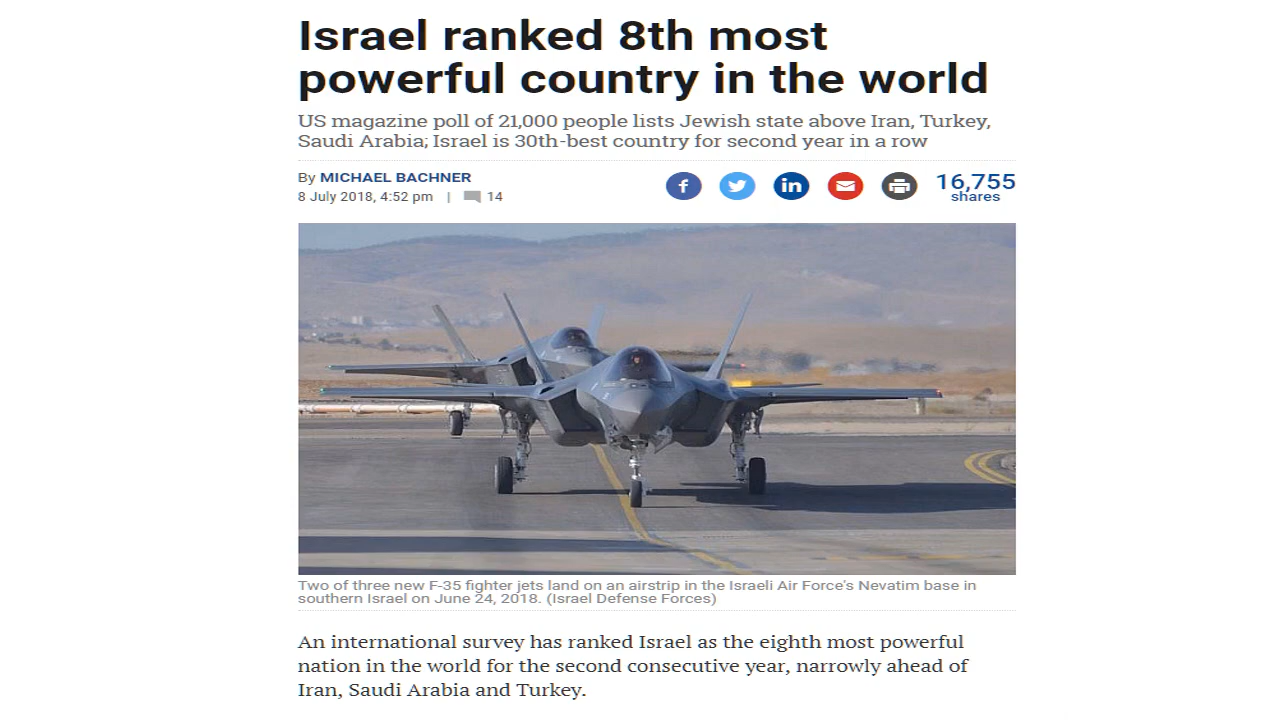 Israel ranked 8th most
powerful country in the world
US magazine poll of 21,000 people lists Jewish state above Iran, Turkey,
Saudi Arabia; Israel is 30th-best country for second year in a row
By MICHAEL BACHNER
8 July 2018, 4:52 pm | 14
f in 16,755
shares
Two of three new F-35 fighter jets land on an airstrip in the Israeli Air Force's Nevatim base in
southern Israel on June 24, 2018. (Israel Defense Forces)
An international survey has ranked Israel as the eighth most powerful
nation in the world for the second consecutive year, narrowly ahead of
Iran, Saudi Arabia and Turkey.